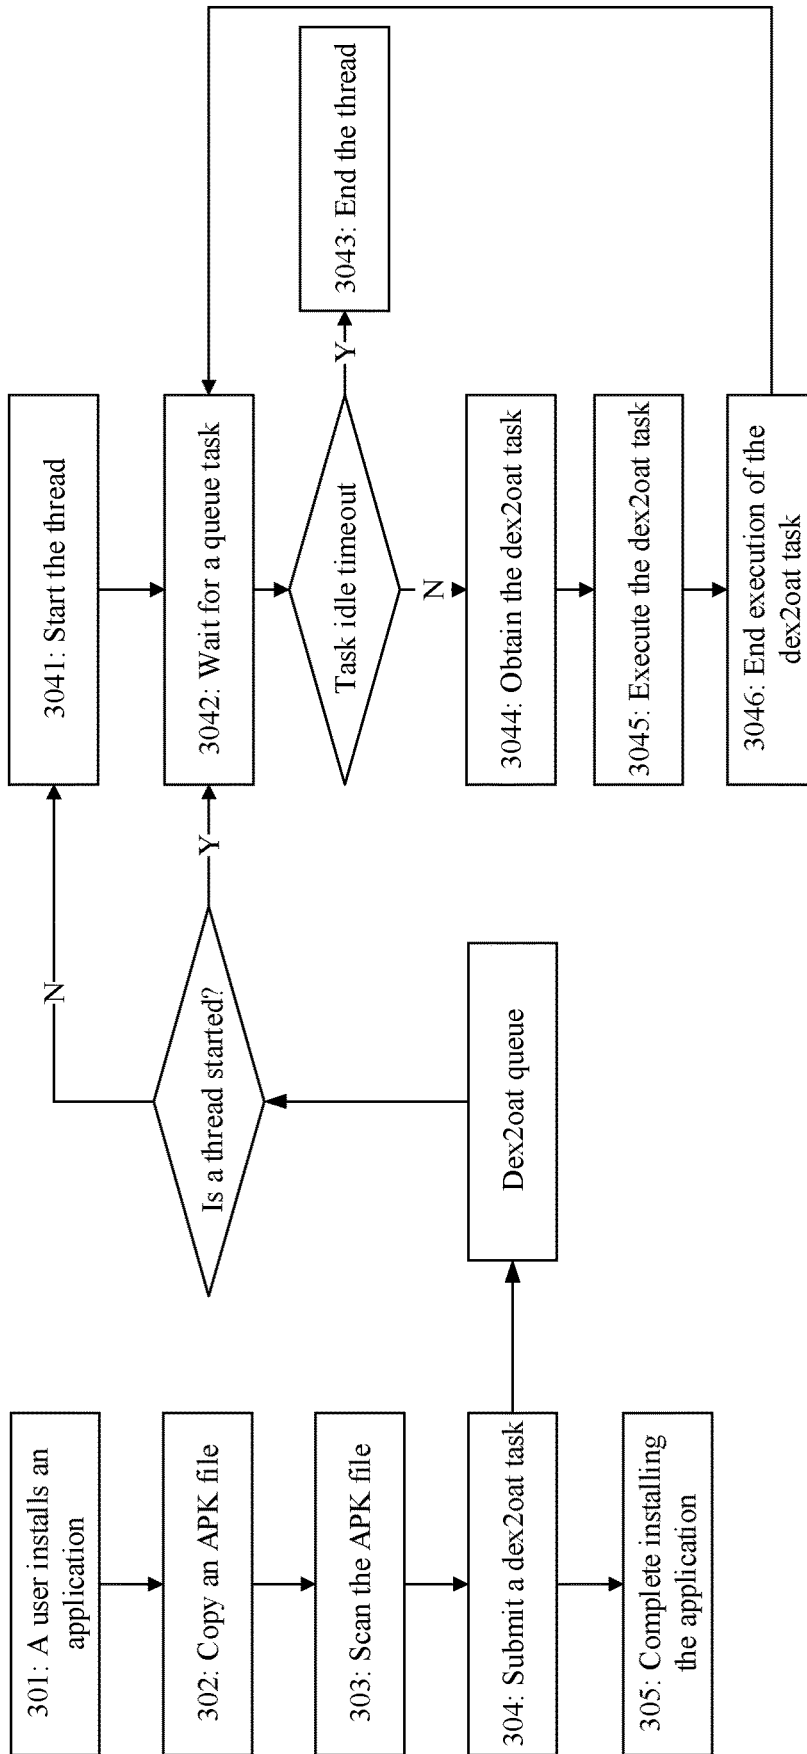 301: A user installs an
application
302: Copy an APK file
303: Scan the APK file
304: Submit a dex2oat task
305: Complete installing
the application
Dex2oat queue
Is a thread started?
N
Y
3041: Start the thread
3042: Wait for a queue task
Task idle timeout
Y
3043: End the thread
N
3044: Obtain the dex2oat task
3045: Execute the dex2oat task
3046: End execution of the
dex2oat task